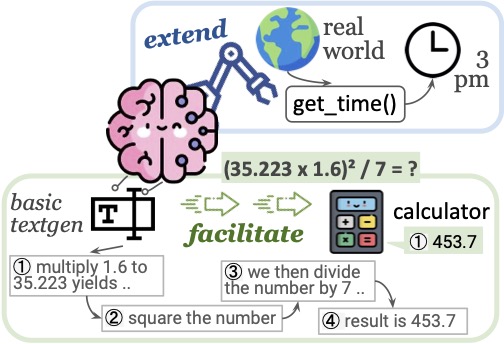 extend
real
world
3
pm
get_time()
(35.223 x 1.6)² / 7 = ?
basic
textgen
T
facilitate
calculator
① 453.7
① multiply 1.6 to
35.223 yields ..
② square the number
③ we then divide
the number by 7 ..
④ result is 453.7